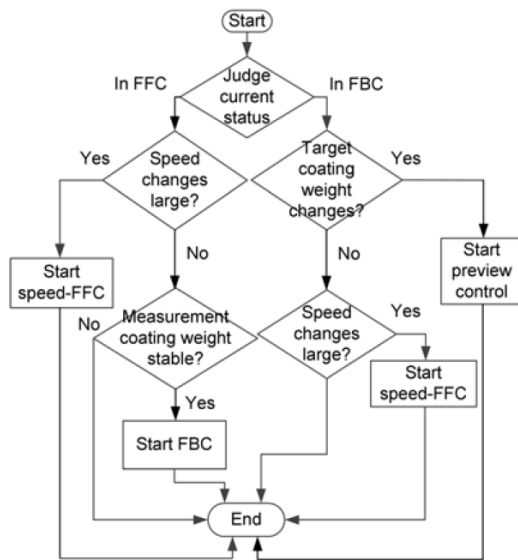 Start
Judge
current
status
In FFC
In FBC
Yes
Speed
changes
large?
Target
coating
weight
changes?
Yes
No
No
Start
speed-FFC
Start
preview
control
No
Measurement
coating weight
stable?
Speed
changes
large?
Yes
Start
speed-FFC
Yes
Start FBC
End